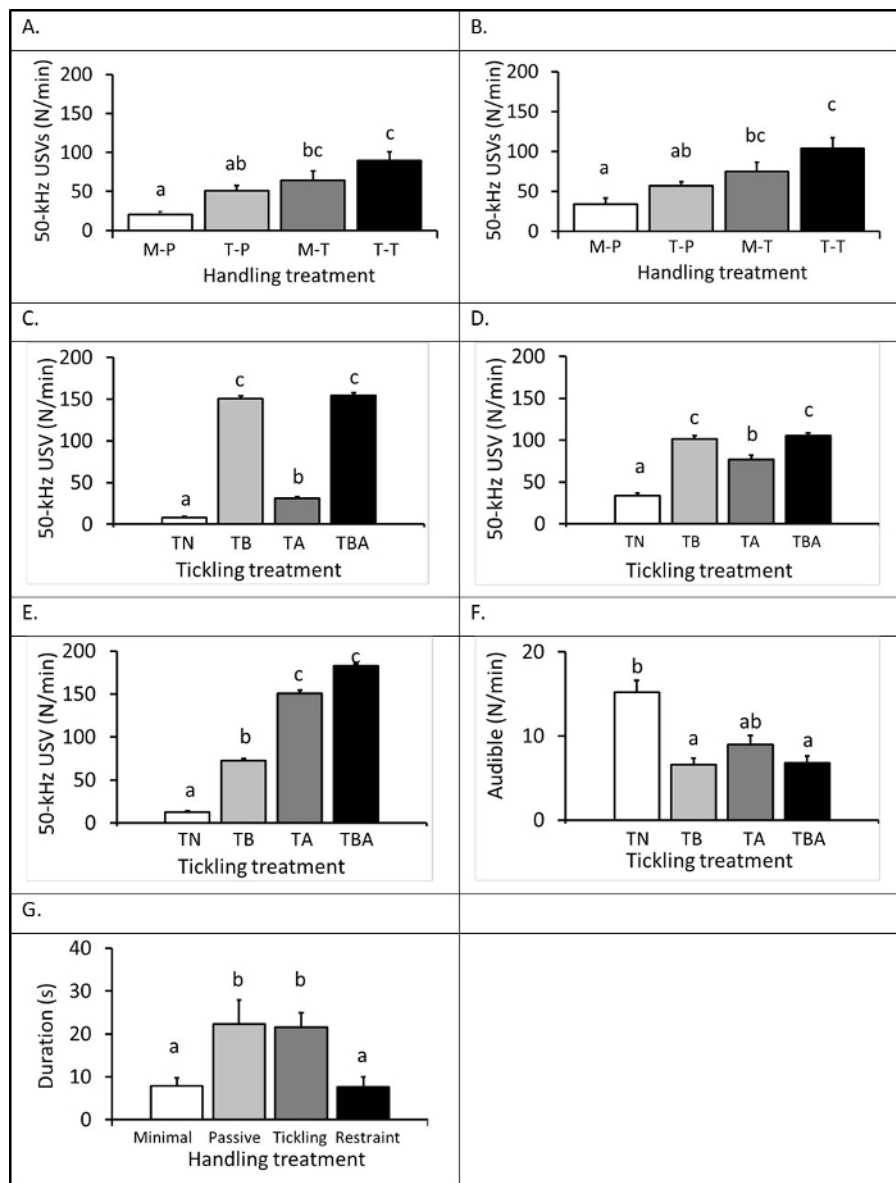 A.
50-kHz USVs (N/min)
200
150
100
50
0
a
ab
bc
c
M-P T-P M-T T-T
Handling treatment
B.
50-kHz USVs (N/min)
200
150
100
50
0
a
ab
bc
c
M-P T-P M-T T-T
Handling treatment
C.
50-kHz USV (N/min)
200
150
100
50
0
a
c
b
c
TN TB TA TBA
Tickling treatment
D.
50-kHz USV (N/min)
200
150
100
50
0
a
c
b
c
TN TB TA TBA
Tickling treatment
E.
50-kHz USV (N/min)
200
150
100
50
0
a
b
c
c
TN TB TA TBA
Tickling treatment
F.
Audible (N/min)
20
10
0
b
a
ab
a
TN TB TA TBA
Tickling treatment
G.
Duration (s)
40
30
20
10
0
a
b
b
a
Minimal Passive Tickling Restraint
Handling treatment